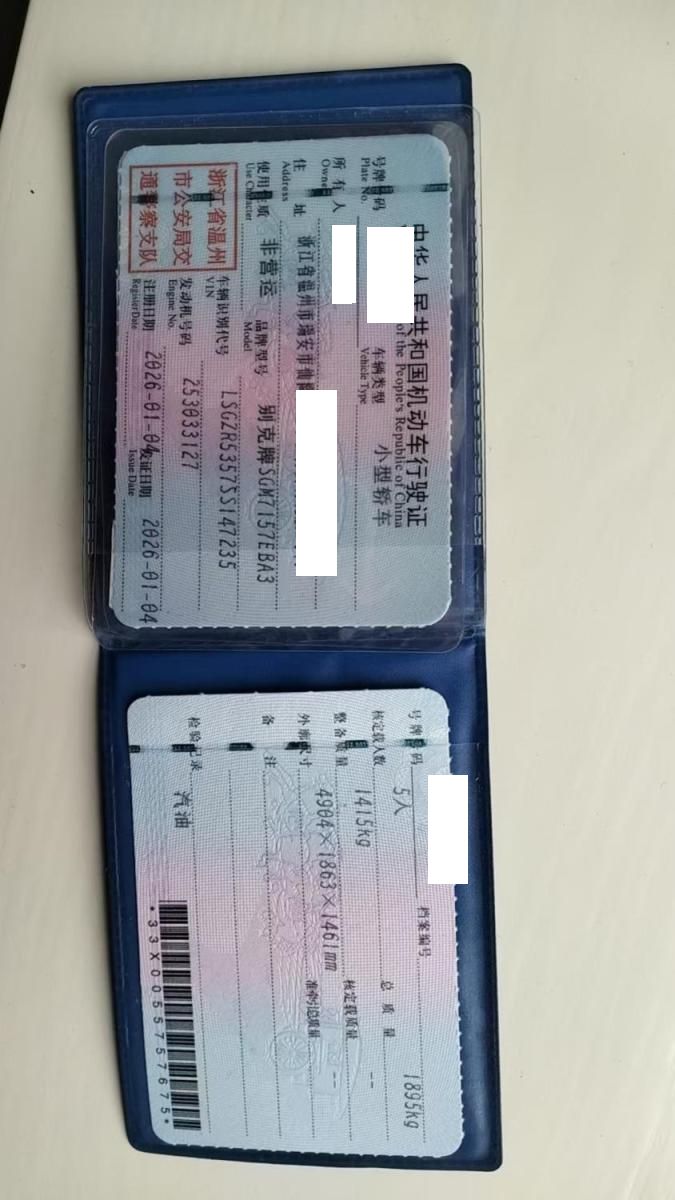 中华人民共和国机动车行驶证
of the People's Republic of China
号牌号码 车辆类型 小型轿车
Plate No. Vehicle Type
所有人
Owner
住址 浙江省温州市瑞安市仙
Address
使用性质 非营运 品牌型号 别克牌SGM7157EBA3
Use Character Model
浙江省温州
市公安局交
通警察支队
车辆识别代号 LSGZR5357SS147235
VIN
发动机号码 253033127
Engine No.
注册日期 2026-01-04 发证日期 2026-01-04
Register Date Issue Date
号牌号码 档案编号
核定载人数 5人 总质量 1895kg
整备质量 1415kg 核定载质量 --
外廓尺寸 4904×1863×1461mm 准牵引总质量 --
备注
检验记录 汽油
*33X0055757675*